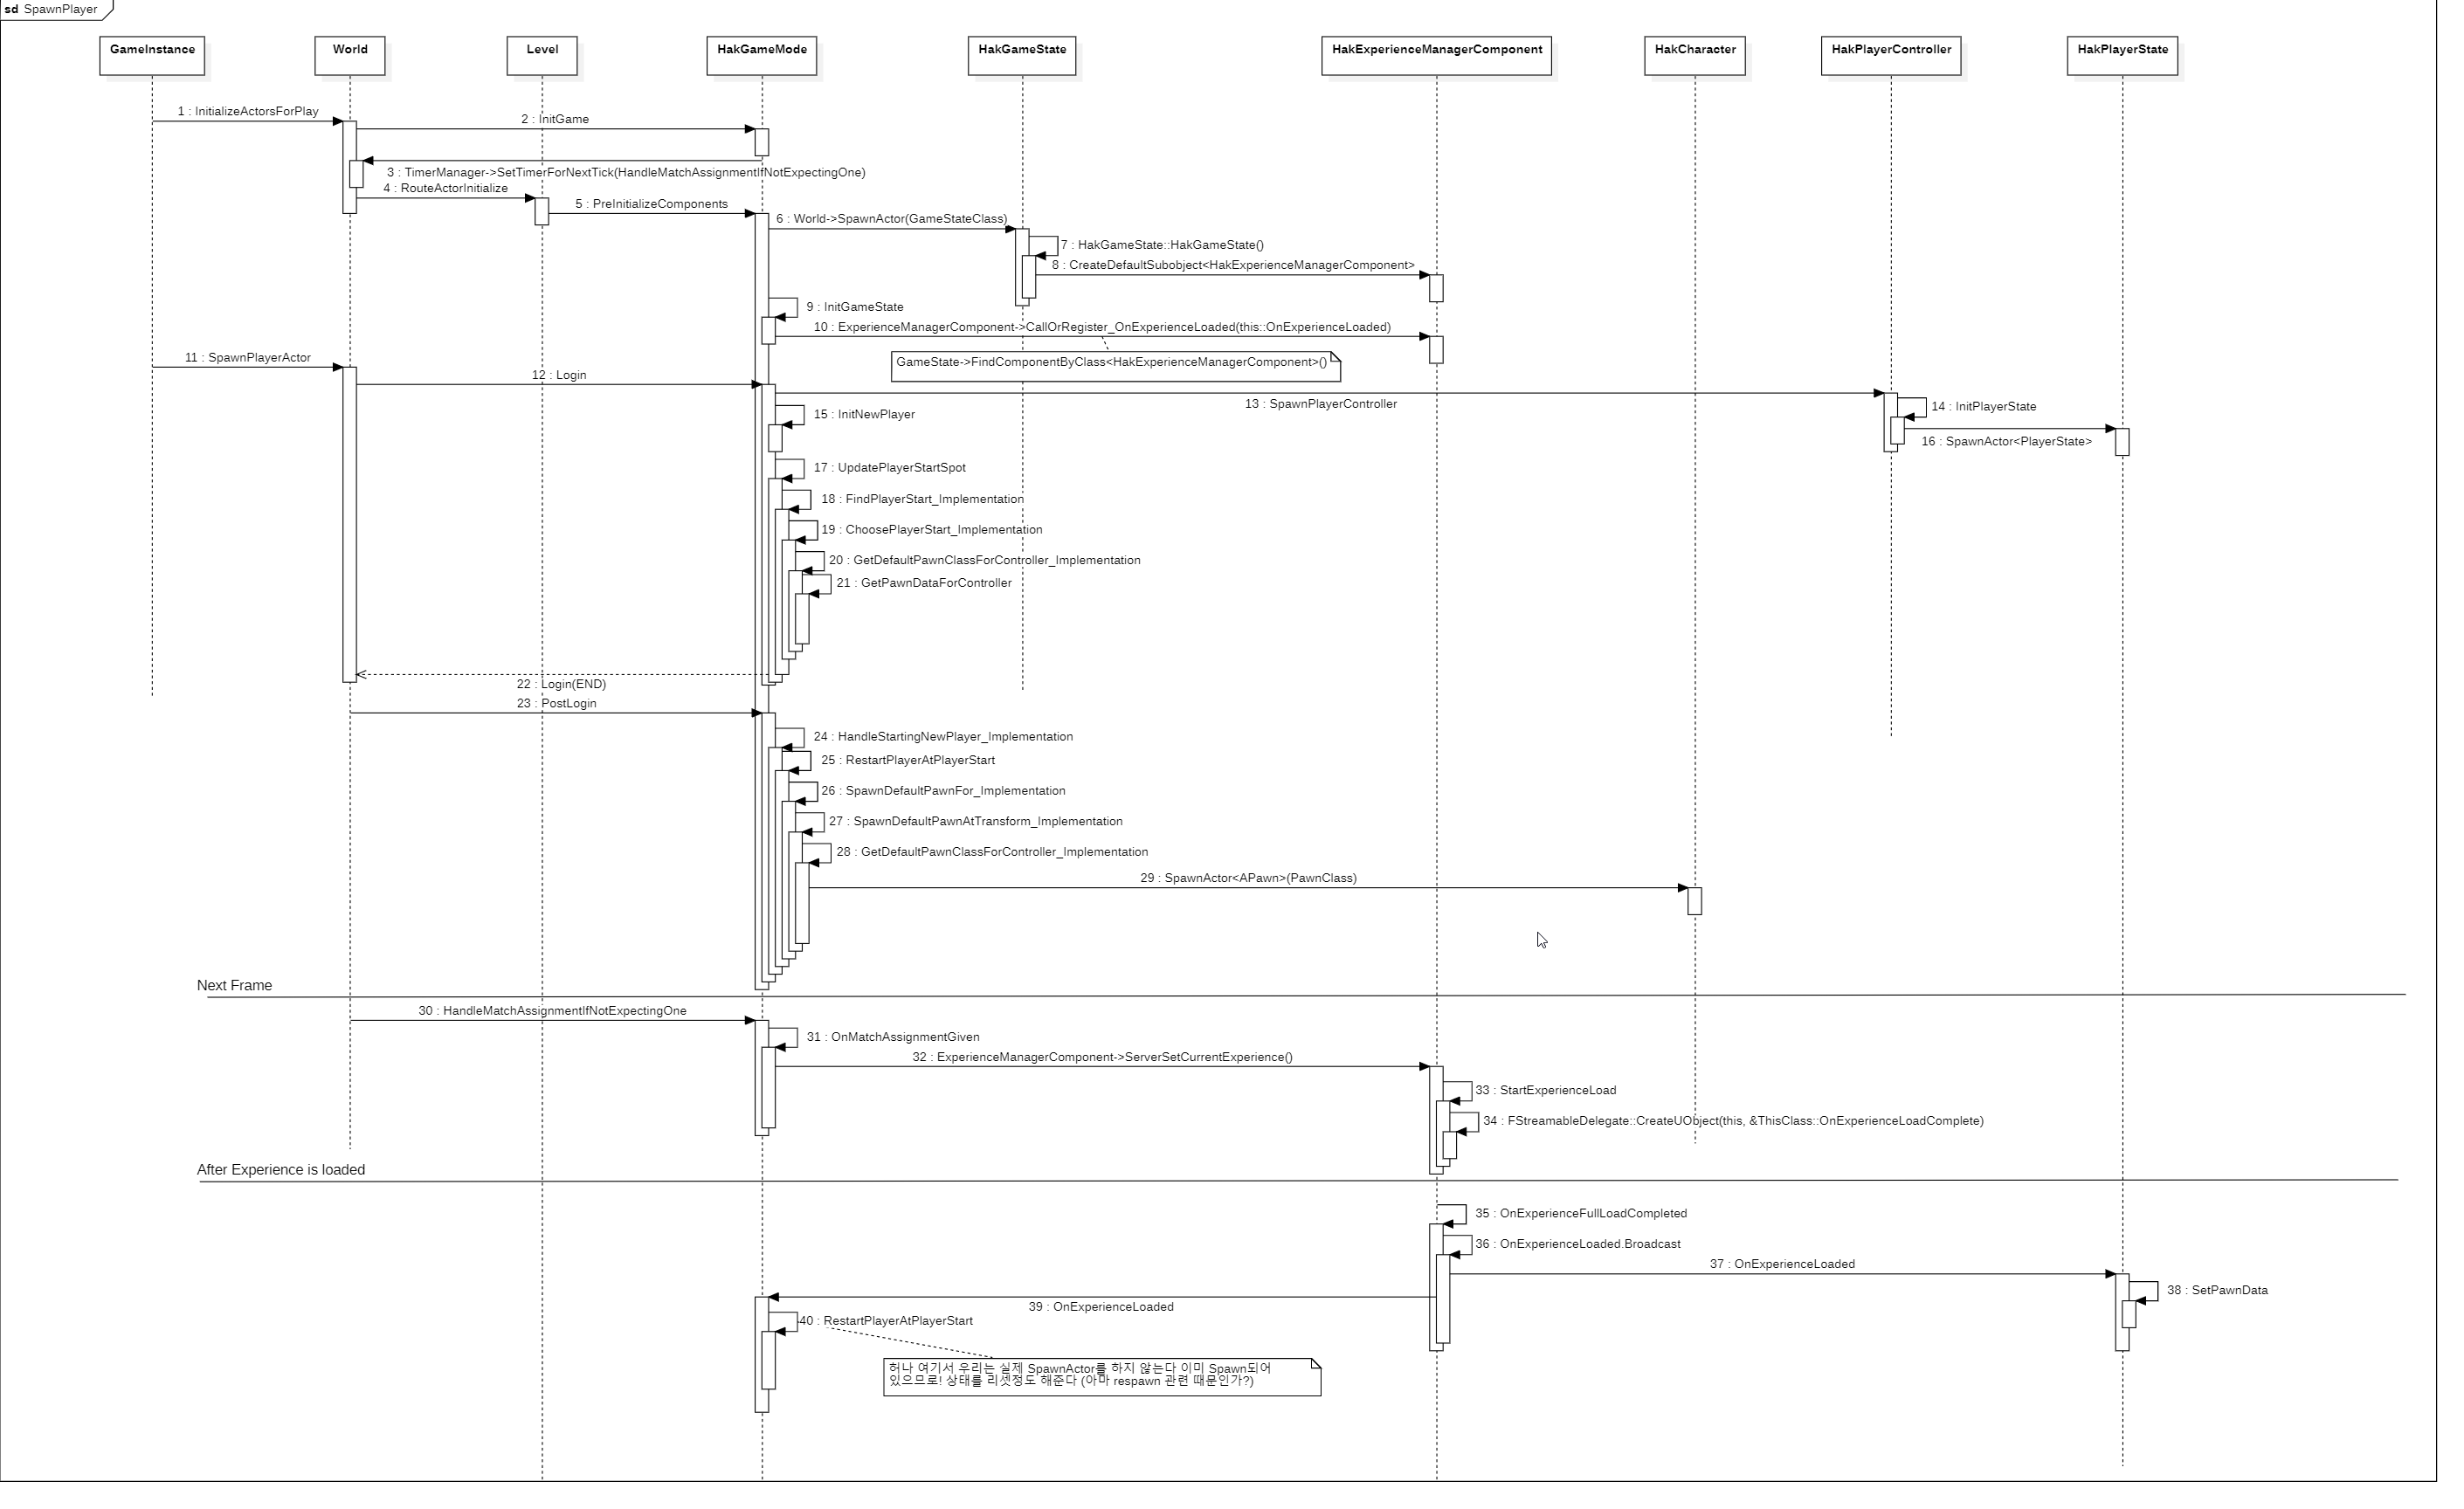 sd SpawnPlayer
GameInstance
World
Level
HakGameMode
HakGameState
HakExperienceManagerComponent
HakCharacter
HakPlayerController
HakPlayerState
1 : InitializeActorsForPlay
2 : InitGame
3 : TimerManager->SetTimerForNextTick(HandleMatchAssignmentIfNotExpectingOne)
4 : RouteActorInitialize
5 : PreInitializeComponents
6 : World->SpawnActor(GameStateClass)
7 : HakGameState::HakGameState()
8 : CreateDefaultSubobject<HakExperienceManagerComponent>
9 : InitGameState
10 : ExperienceManagerComponent->CallOrRegister_OnExperienceLoaded(this::OnExperienceLoaded)
GameState->FindComponentByClass<HakExperienceManagerComponent>()
11 : SpawnPlayerActor
12 : Login
13 : SpawnPlayerController
14 : InitPlayerState
15 : InitNewPlayer
16 : SpawnActor<PlayerState>
17 : UpdatePlayerStartSpot
18 : FindPlayerStart_Implementation
19 : ChoosePlayerStart_Implementation
20 : GetDefaultPawnClassForController_Implementation
21 : GetPawnDataForController
22 : Login(END)
23 : PostLogin
24 : HandleStartingNewPlayer_Implementation
25 : RestartPlayerAtPlayerStart
26 : SpawnDefaultPawnFor_Implementation
27 : SpawnDefaultPawnAtTransform_Implementation
28 : GetDefaultPawnClassForController_Implementation
29 : SpawnActor<APawn>(PawnClass)
Next Frame
30 : HandleMatchAssignmentIfNotExpectingOne
31 : OnMatchAssignmentGiven
32 : ExperienceManagerComponent->ServerSetCurrentExperience()
33 : StartExperienceLoad
34 : FStreamableDelegate::CreateUObject(this, &ThisClass::OnExperienceLoadComplete)
After Experience is loaded
35 : OnExperienceFullLoadCompleted
36 : OnExperienceLoaded.Broadcast
37 : OnExperienceLoaded
38 : SetPawnData
39 : OnExperienceLoaded
40 : RestartPlayerAtPlayerStart
허나 여기서 우리는 실제 SpawnActor를 하지 않는다 이미 Spawn되어
있으므로! 상태를 리셋정도 해준다 (아마 respawn 관련 때문인가?)